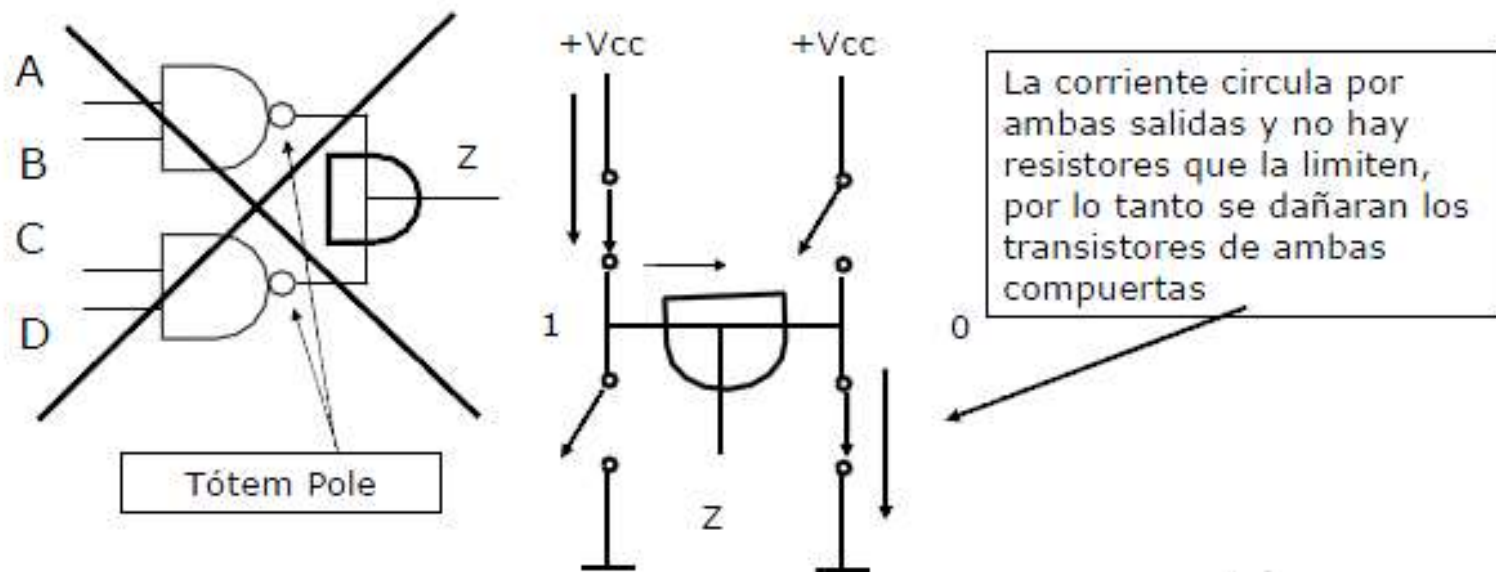 A
B
C
D
Z
Tótem Pole
+Vcc
+Vcc
1
0
Z
La corriente circula por
ambas salidas y no hay
resistores que la limiten,
por lo tanto se dañaran los
transistores de ambas
compuertas